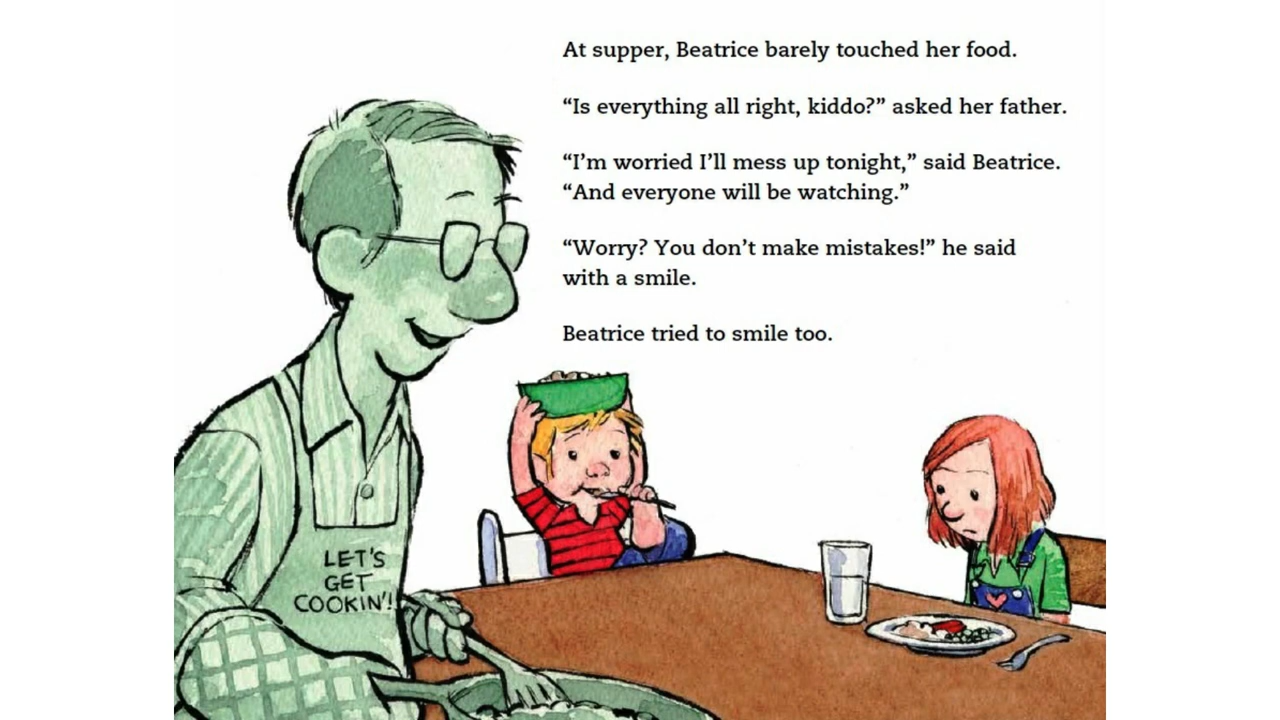 At supper, Beatrice barely touched her food.
“Is everything all right, kiddo?” asked her father.
“I’m worried I’ll mess up tonight,” said Beatrice.
“And everyone will be watching.”
“Worry? You don’t make mistakes!” he said
with a smile.
Beatrice tried to smile too.
LET’S
GET
COOKIN’!